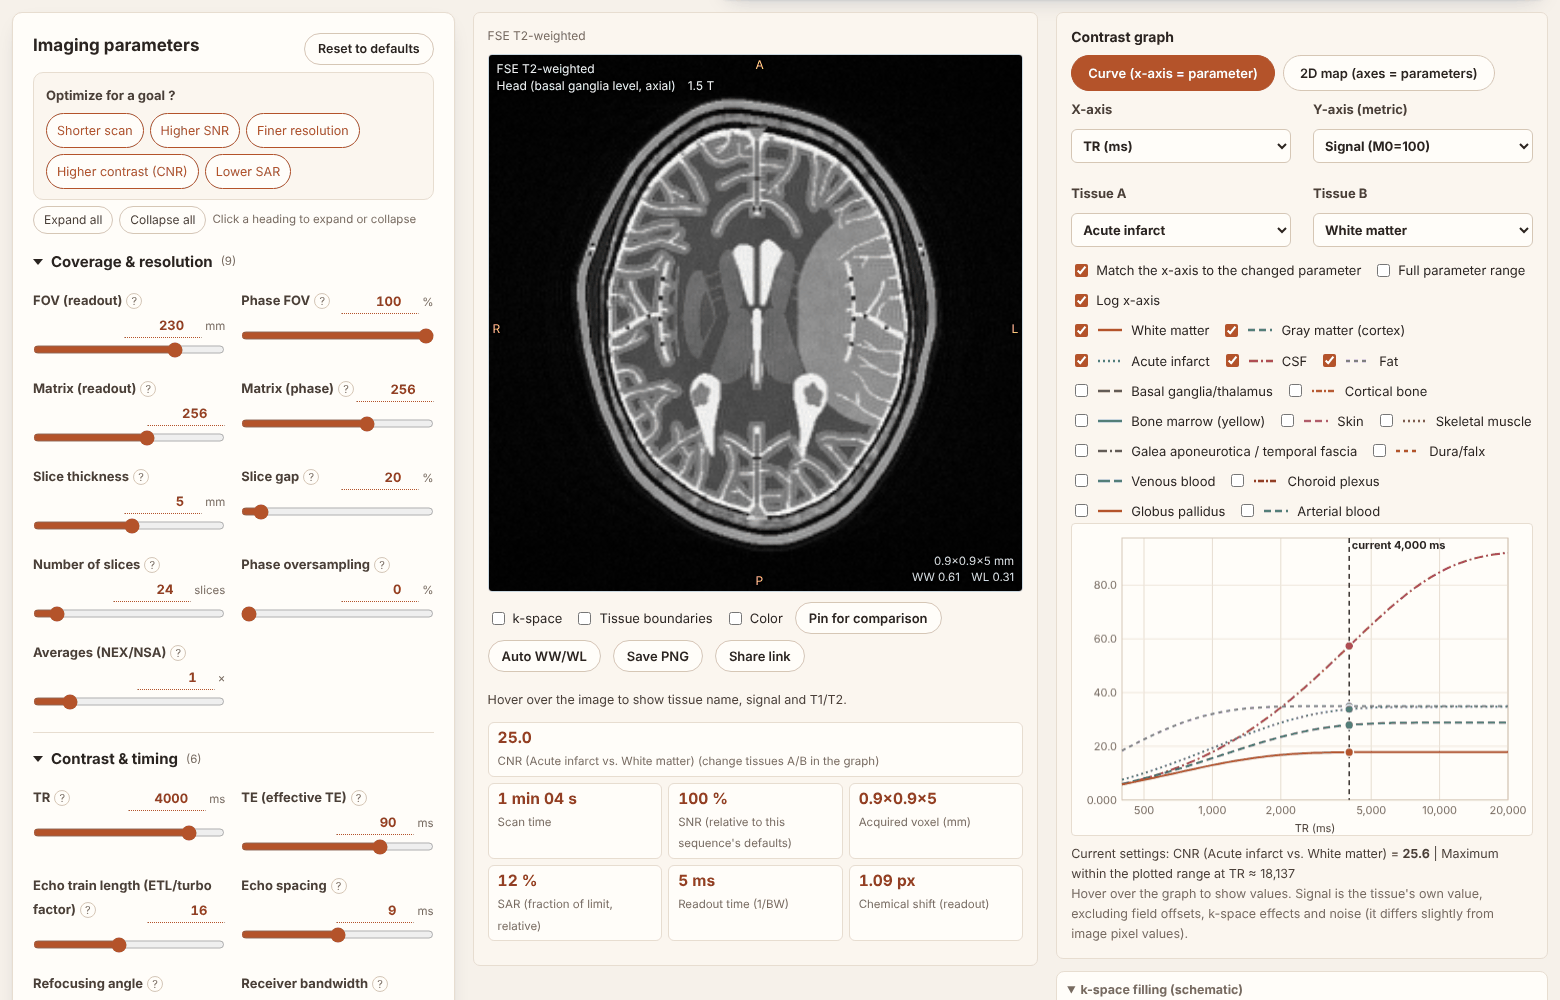 Imaging parameters
Reset to defaults
Optimize for a goal ?
Shorter scan
Higher SNR
Finer resolution
Higher contrast (CNR)
Lower SAR
Expand all
Collapse all
Click a heading to expand or collapse
Coverage & resolution (9)
FOV (readout) ?
230 mm
Phase FOV ?
100 %
Matrix (readout) ?
256
Matrix (phase) ?
256
Slice thickness ?
5 mm
Slice gap ?
20 %
Number of slices ?
24 slices
Phase oversampling ?
0 %
Averages (NEX/NSA) ?
1 ×
Contrast & timing (6)
TR ?
4000 ms
TE (effective TE) ?
90 ms
Echo train length (ETL/turbo
factor) ?
16
Echo spacing ?
9 ms
Refocusing angle ?
Receiver bandwidth ?
FSE T2-weighted
FSE T2-weighted
Head (basal ganglia level, axial) 1.5 T
A
R
L
P
0.9×0.9×5 mm
WW 0.61 WL 0.31
k-space
Tissue boundaries
Color
Pin for comparison
Auto WW/WL
Save PNG
Share link
Hover over the image to show tissue name, signal and T1/T2.
25.0
CNR (Acute infarct vs. White matter) (change tissues A/B in the graph)
1 min 04 s
Scan time
100 %
SNR (relative to this
sequence's defaults)
0.9×0.9×5
Acquired voxel (mm)
12 %
SAR (fraction of limit,
relative)
5 ms
Readout time (1/BW)
1.09 px
Chemical shift (readout)
Contrast graph
Curve (x-axis = parameter)
2D map (axes = parameters)
X-axis
TR (ms)
Y-axis (metric)
Signal (M0=100)
Tissue A
Acute infarct
Tissue B
White matter
Match the x-axis to the changed parameter
Full parameter range
Log x-axis
White matter
Gray matter (cortex)
Acute infarct
CSF
Fat
Basal ganglia/thalamus
Cortical bone
Bone marrow (yellow)
Skin
Skeletal muscle
Galea aponeurotica / temporal fascia
Dura/falx
Venous blood
Choroid plexus
Globus pallidus
Arterial blood
current 4,000 ms
80.0
60.0
40.0
20.0
0.000
500
1,000
2,000
5,000
10,000
20,000
TR (ms)
Current settings: CNR (Acute infarct vs. White matter) = 25.6 | Maximum
within the plotted range at TR ≈ 18,137
Hover over the graph to show values. Signal is the tissue's own value,
excluding field offsets, k-space effects and noise (it differs slightly from
image pixel values).
k-space filling (schematic)